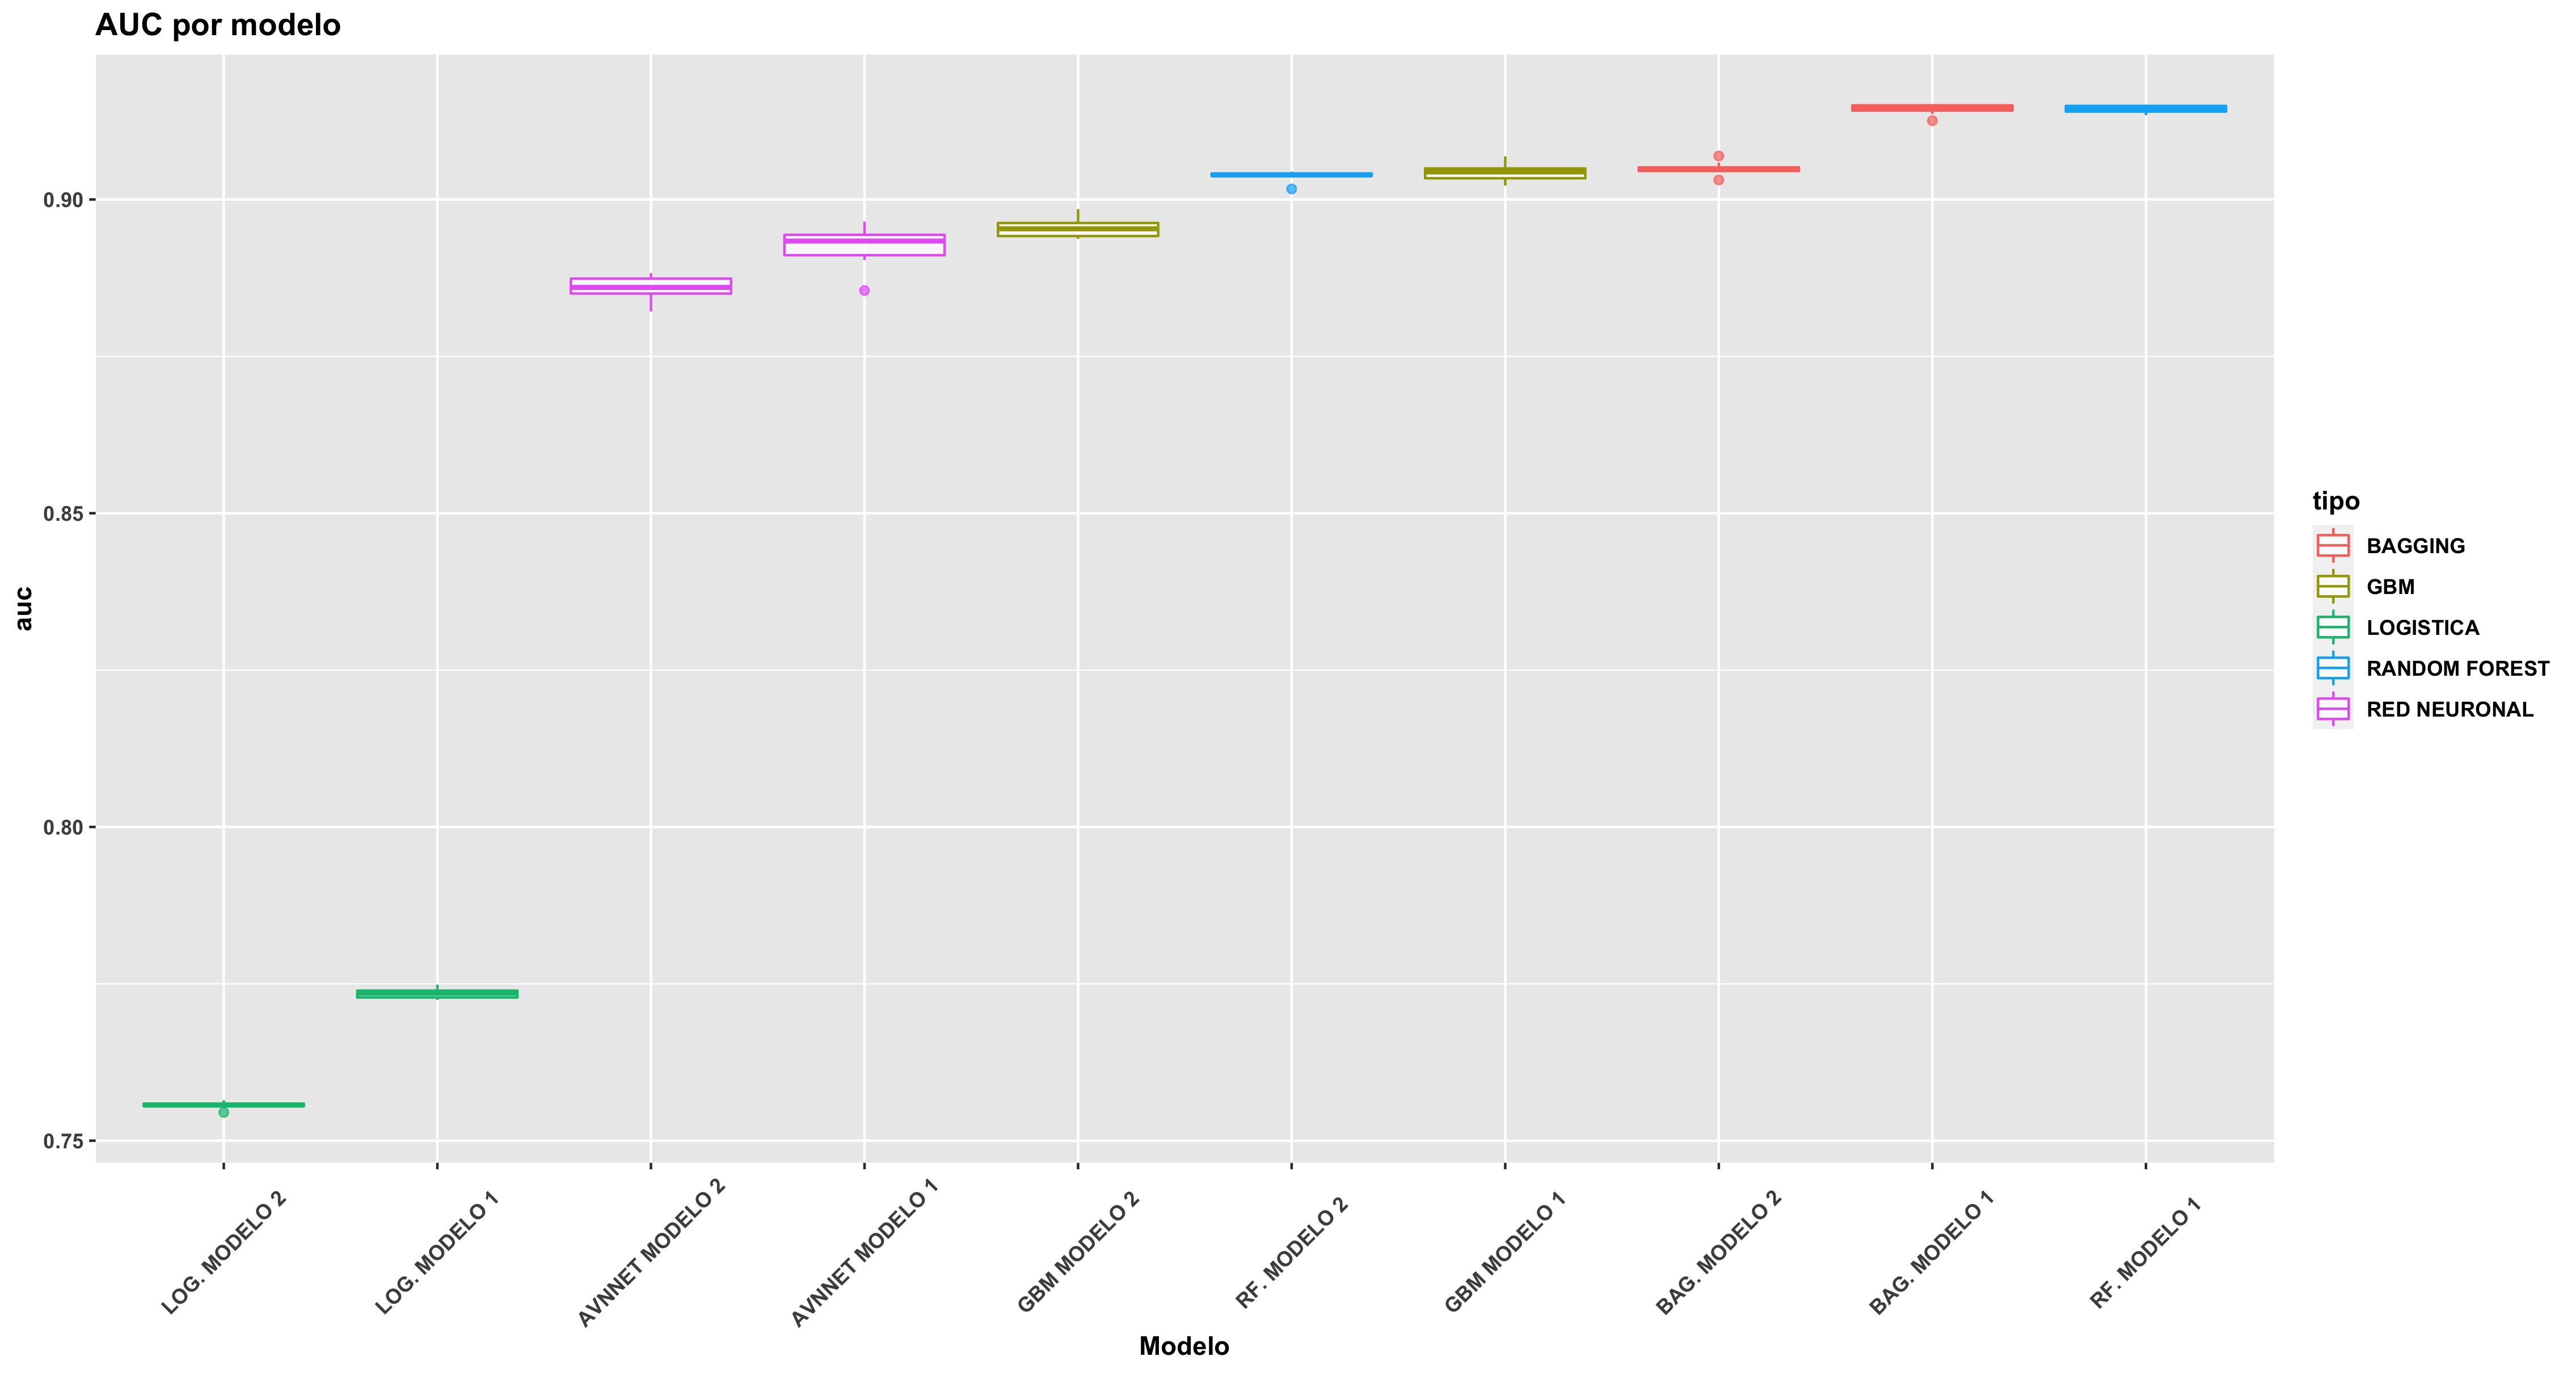 AUC por modelo
auc
0.90
0.85
0.80
0.75
LOG. MODELO 2
LOG. MODELO 1
AVNNET MODELO 2
AVNNET MODELO 1
GBM MODELO 2
RF. MODELO 2
GBM MODELO 1
BAG. MODELO 2
BAG. MODELO 1
RF. MODELO 1
Modelo
tipo
BAGGING
GBM
LOGISTICA
RANDOM FOREST
RED NEURONAL